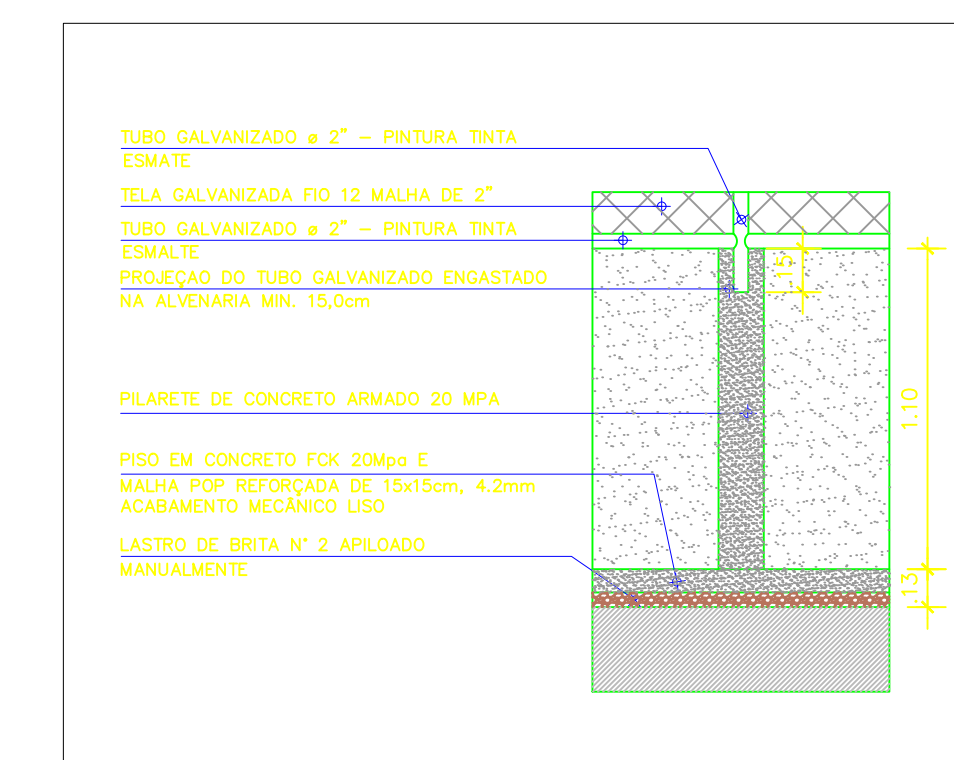 TUBO GALVANIZADO ø 2" – PINTURA TINTA
ESMATE
TELA GALVANIZADA FIO 12 MALHA DE 2"
TUBO GALVANIZADO ø 2" – PINTURA TINTA
ESMALTE
PROJEÇAO DO TUBO GALVANIZADO ENGASTADO
NA ALVENARIA MIN. 15,0cm
.15
PILARETE DE CONCRETO ARMADO 20 MPA
1.10
PISO EM CONCRETO FCK 20Mpa E
MALHA POP REFORÇADA DE 15x15cm, 4.2mm
ACABAMENTO MECÃNICO LISO
LASTRO DE BRITA N° 2 APILOADO
MANUALMENTE
.13